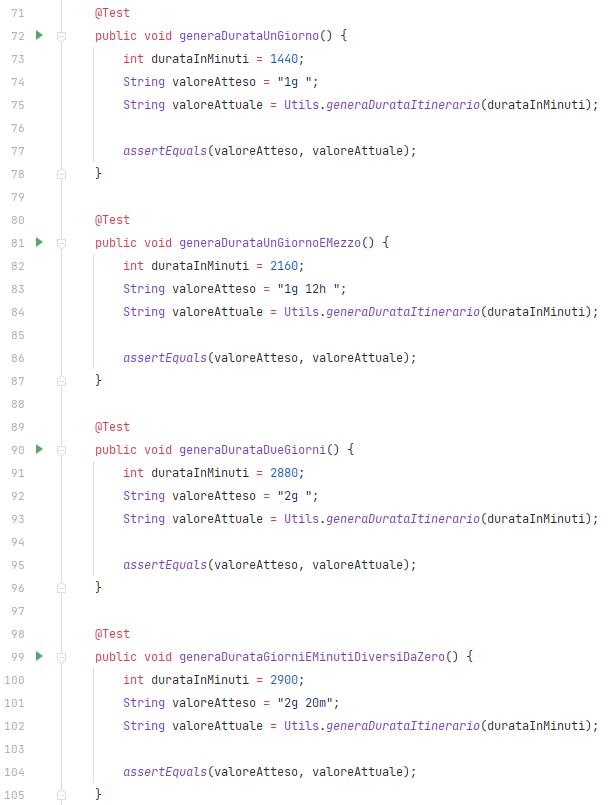 71 @Test
72 public void generaDurataUnGiorno() {
73 int durataInMinuti = 1440;
74 String valoreAtteso = "1g ";
75 String valoreAttuale = Utils.generaDurataItinerario(durataInMinuti);
76
77 assertEquals(valoreAtteso, valoreAttuale);
78 }
79
80 @Test
81 public void generaDurataUnGiornoEMezzo() {
82 int durataInMinuti = 2160;
83 String valoreAtteso = "1g 12h ";
84 String valoreAttuale = Utils.generaDurataItinerario(durataInMinuti);
85
86 assertEquals(valoreAtteso, valoreAttuale);
87 }
88
89 @Test
90 public void generaDurataDueGiorni() {
91 int durataInMinuti = 2880;
92 String valoreAtteso = "2g ";
93 String valoreAttuale = Utils.generaDurataItinerario(durataInMinuti);
94
95 assertEquals(valoreAtteso, valoreAttuale);
96 }
97
98 @Test
99 public void generaDurataGiorniEMinutiDiversiDaZero() {
100 int durataInMinuti = 2900;
101 String valoreAtteso = "2g 20m";
102 String valoreAttuale = Utils.generaDurataItinerario(durataInMinuti);
103
104 assertEquals(valoreAtteso, valoreAttuale);
105 }